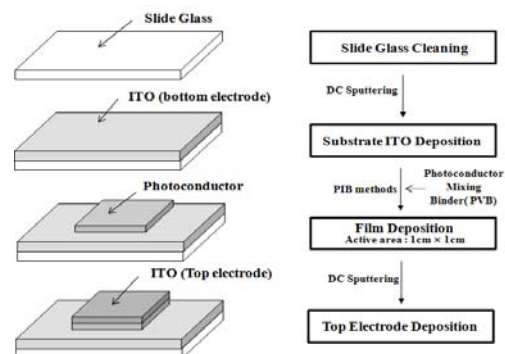 Slide Glass
ITO (bottom electrode)
Photoconductor
ITO (Top electrode)
Slide Glass Cleaning
DC Sputtering
Substrate ITO Deposition
PIB methods
Photoconductor
Mixing
Binder( PVB)
Film Deposition
Active area : 1cm × 1cm
DC Sputtering
Top Electrode Deposition